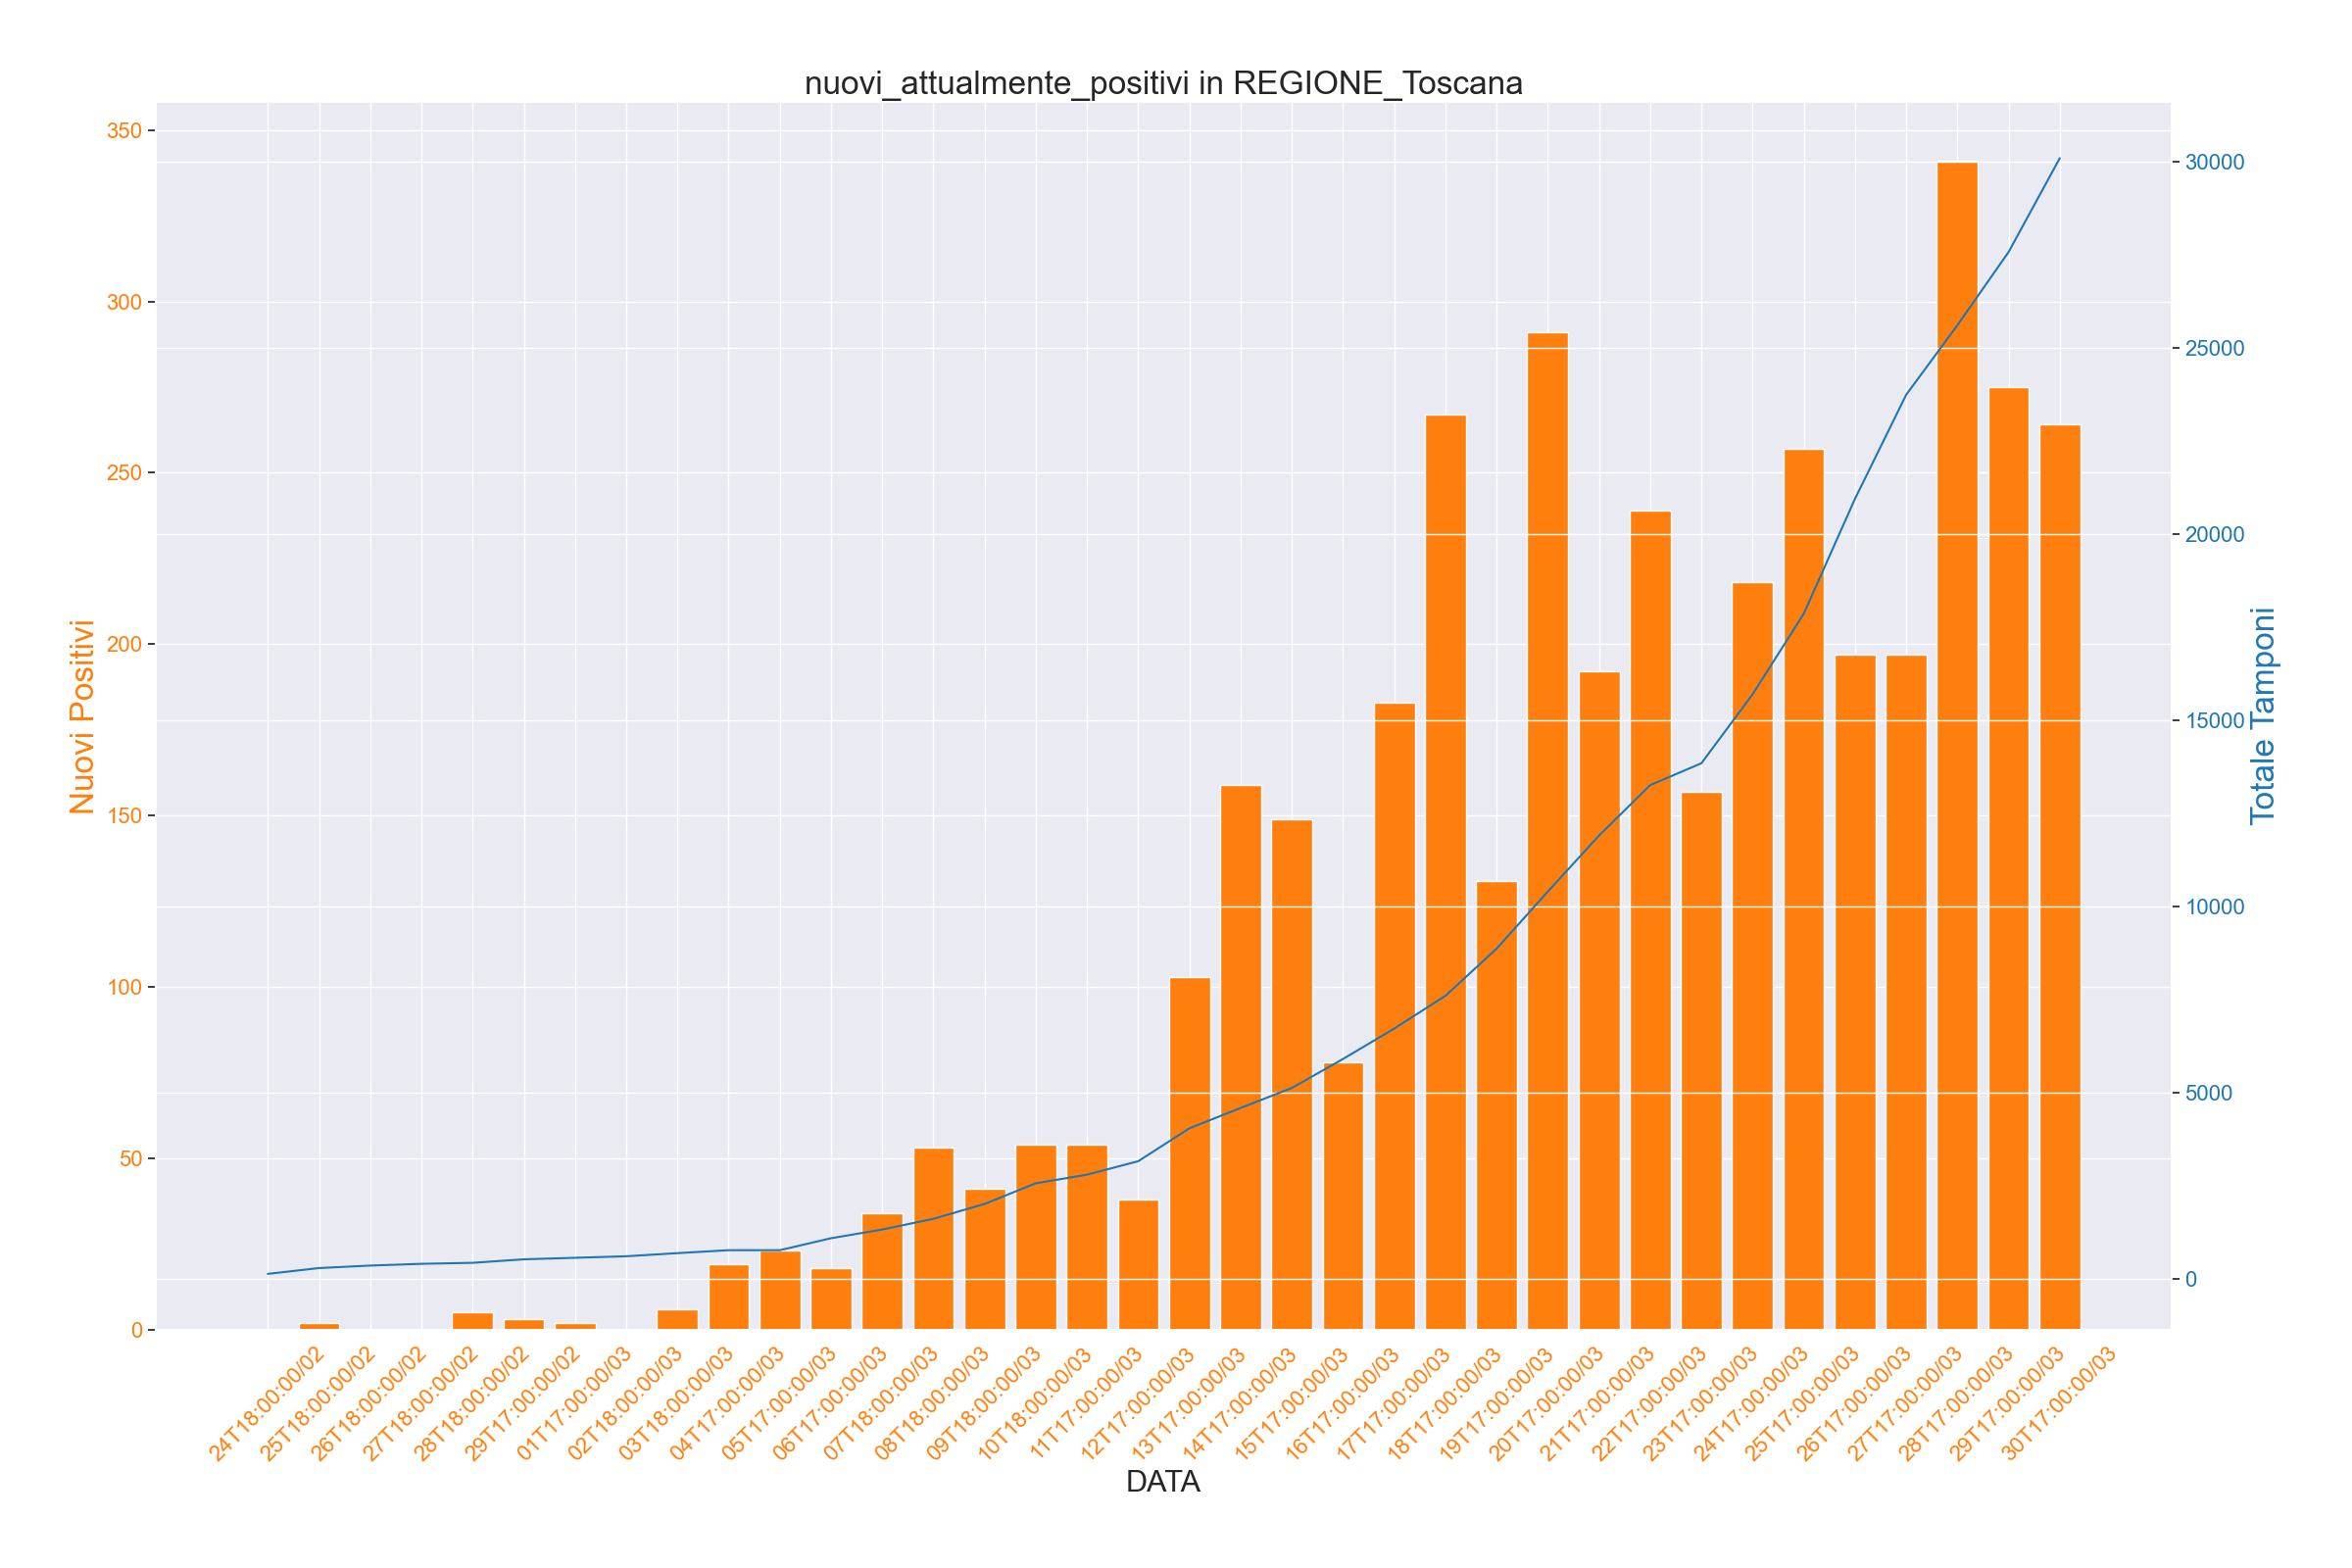 nuovi_attualmente_positivi in REGIONE_Toscana
350
300
250
200
150
100
50
0
Nuovi Positivi
30000
25000
20000
15000
10000
5000
0
Totale Tamponi
24T18:00:00/02
25T18:00:00/02
26T18:00:00/02
27T18:00:00/02
28T18:00:00/02
29T17:00:00/02
01T17:00:00/03
02T18:00:00/03
03T18:00:00/03
04T17:00:00/03
05T17:00:00/03
06T17:00:00/03
07T18:00:00/03
08T18:00:00/03
09T18:00:00/03
10T18:00:00/03
11T17:00:00/03
12T17:00:00/03
13T17:00:00/03
14T17:00:00/03
15T17:00:00/03
16T17:00:00/03
17T17:00:00/03
18T17:00:00/03
19T17:00:00/03
20T17:00:00/03
21T17:00:00/03
22T17:00:00/03
23T17:00:00/03
24T17:00:00/03
25T17:00:00/03
26T17:00:00/03
27T17:00:00/03
28T17:00:00/03
29T17:00:00/03
30T17:00:00/03
DATA